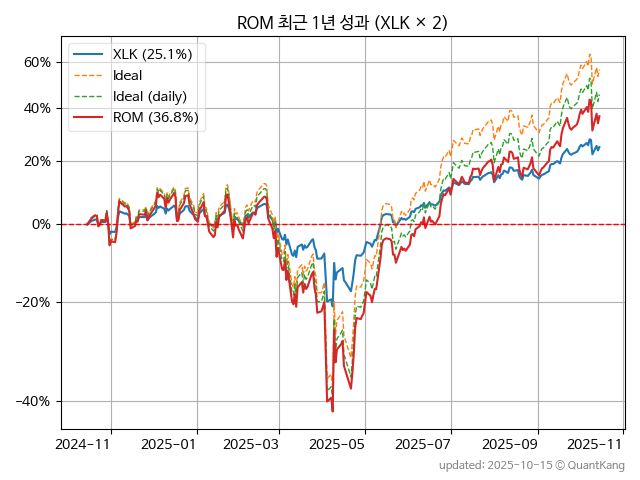 ROM 최근 1년 성과 (XLK × 2)
XLK (25.1%)
Ideal
Ideal (daily)
ROM (36.8%)
60%
40%
20%
0%
−20%
−40%
2024-11
2025-01
2025-03
2025-05
2025-07
2025-09
2025-11
updated: 2025-10-15 © QuantKang